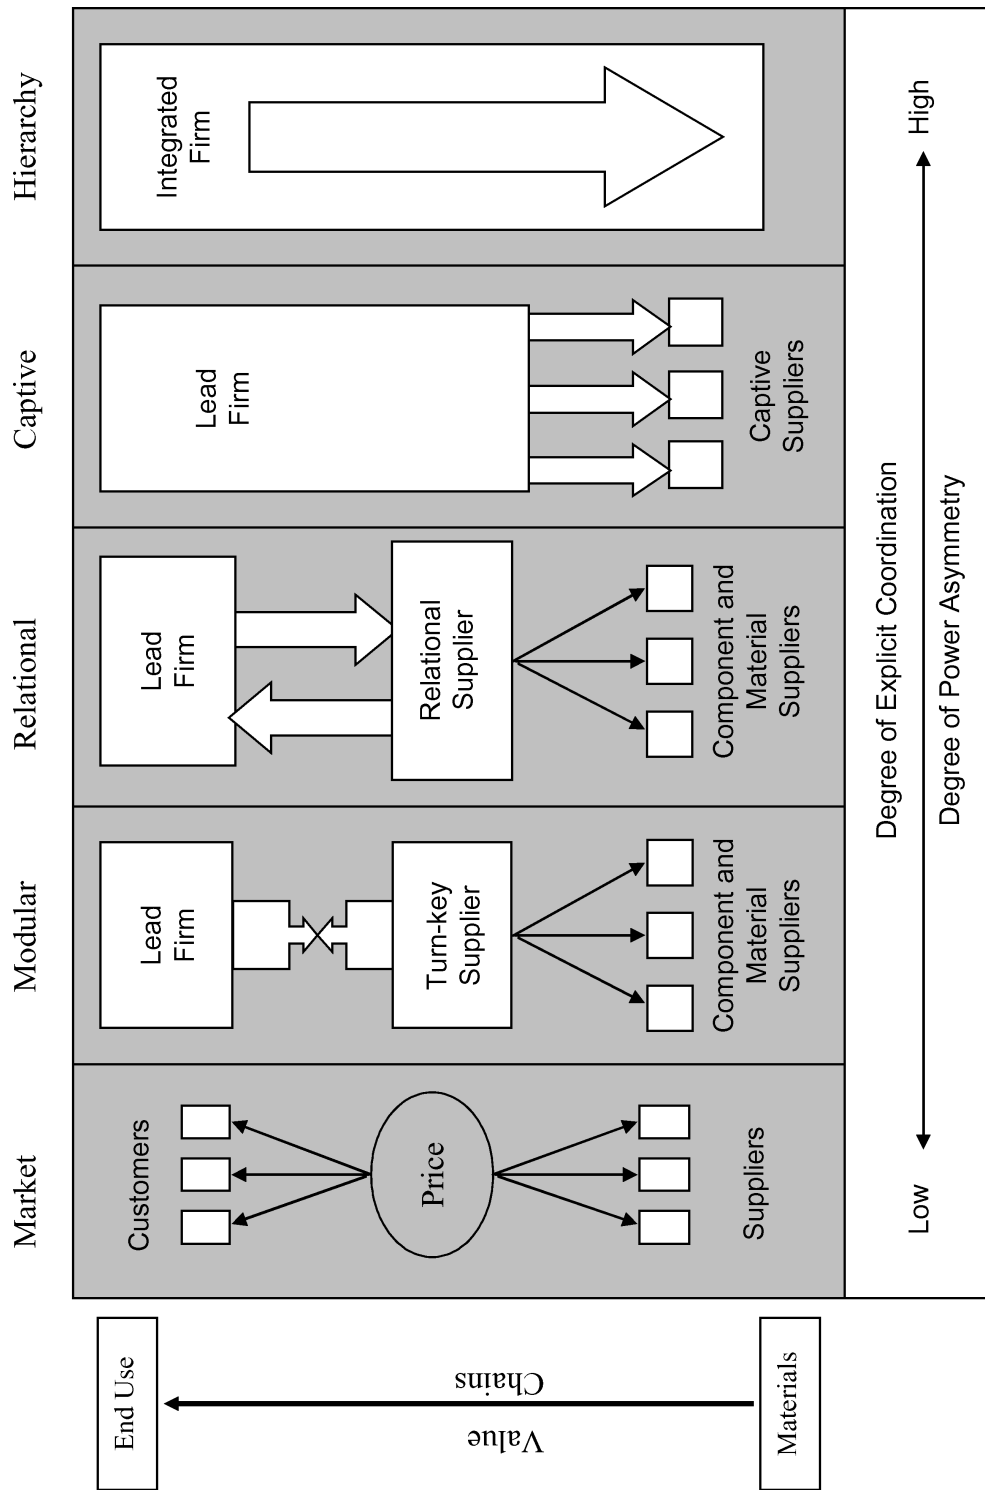 Market
Modular
Relational
Captive
Hierarchy
End Use
Value
Chains
Materials
Customers
Price
Suppliers
Lead
Firm
Turn-key
Supplier
Component and
Material
Suppliers
Lead
Firm
Relational
Supplier
Component and
Material
Suppliers
Lead
Firm
Captive
Suppliers
Integrated
Firm
Degree of Explicit Coordination
Low
High
Degree of Power Asymmetry